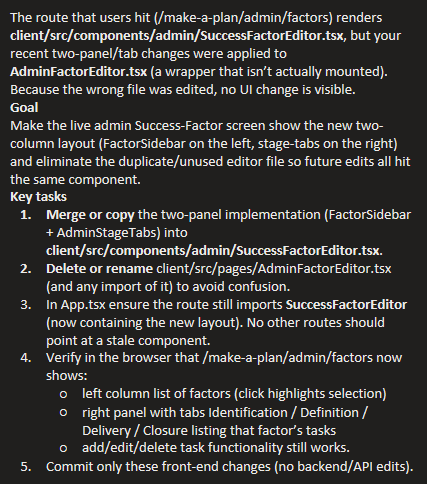 The route that users hit (/make-a-plan/admin/factors) renders
client/src/components/admin/SuccessFactorEditor.tsx, but your
recent two-panel/tab changes were applied to
AdminFactorEditor.tsx (a wrapper that isn't actually mounted).
Because the wrong file was edited, no UI change is visible.
Goal
Make the live admin Success-Factor screen show the new two-
column layout (FactorSidebar on the left, stage-tabs on the right)
and eliminate the duplicate/unused editor file so future edits all hit
the same component.
Key tasks
1. Merge or copy the two-panel implementation (FactorSidebar
+ AdminStageTabs) into
client/src/components/admin/SuccessFactorEditor.tsx.
2. Delete or rename client/src/pages/AdminFactorEditor.tsx
(and any import of it) to avoid confusion.
3. In App.tsx ensure the route still imports SuccessFactorEditor
(now containing the new layout). No other routes should
point at a stale component.
4. Verify in the browser that /make-a-plan/admin/factors now
shows:
o left column list of factors (click highlights selection)
o right panel with tabs Identification / Definition /
Delivery / Closure listing that factor's tasks
o add/edit/delete task functionality still works.
5. Commit only these front-end changes (no backend/API edits).